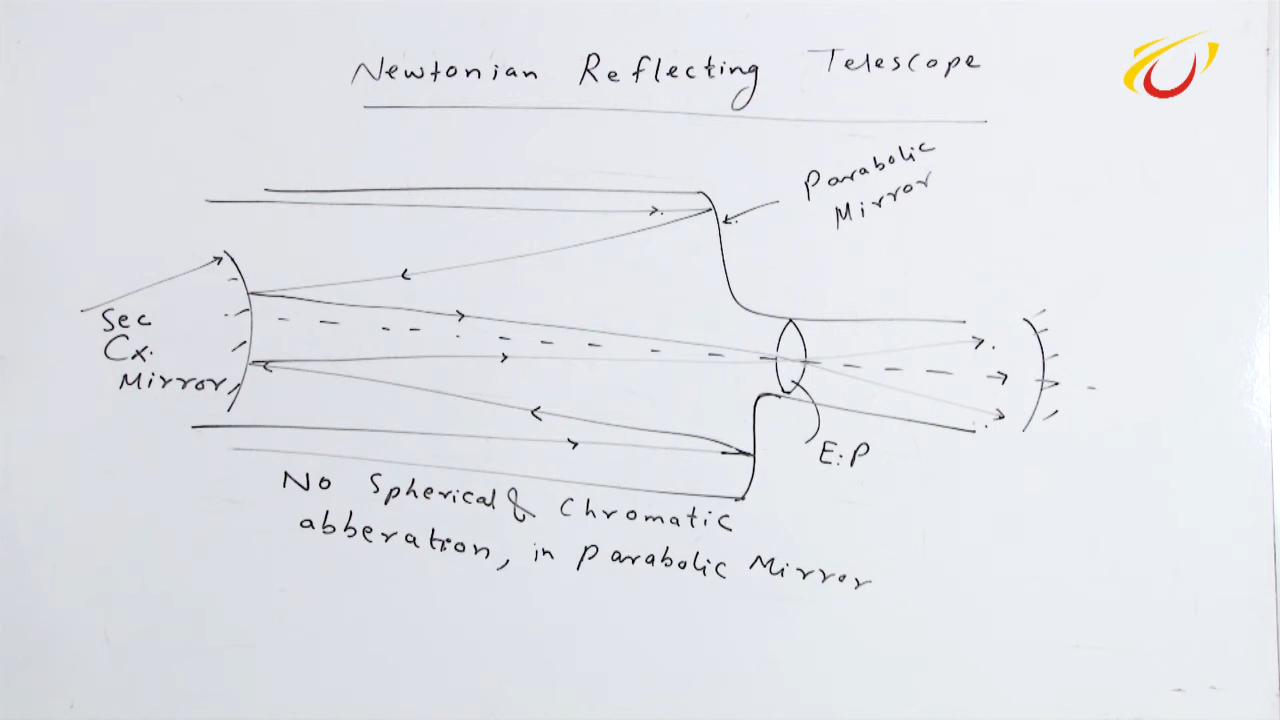 Newtonian Reflecting Telescope
Parabolic
Mirror
Sec
Cx.
Mirror
E.P
No Spherical & Chromatic
abberation, in parabolic Mirror